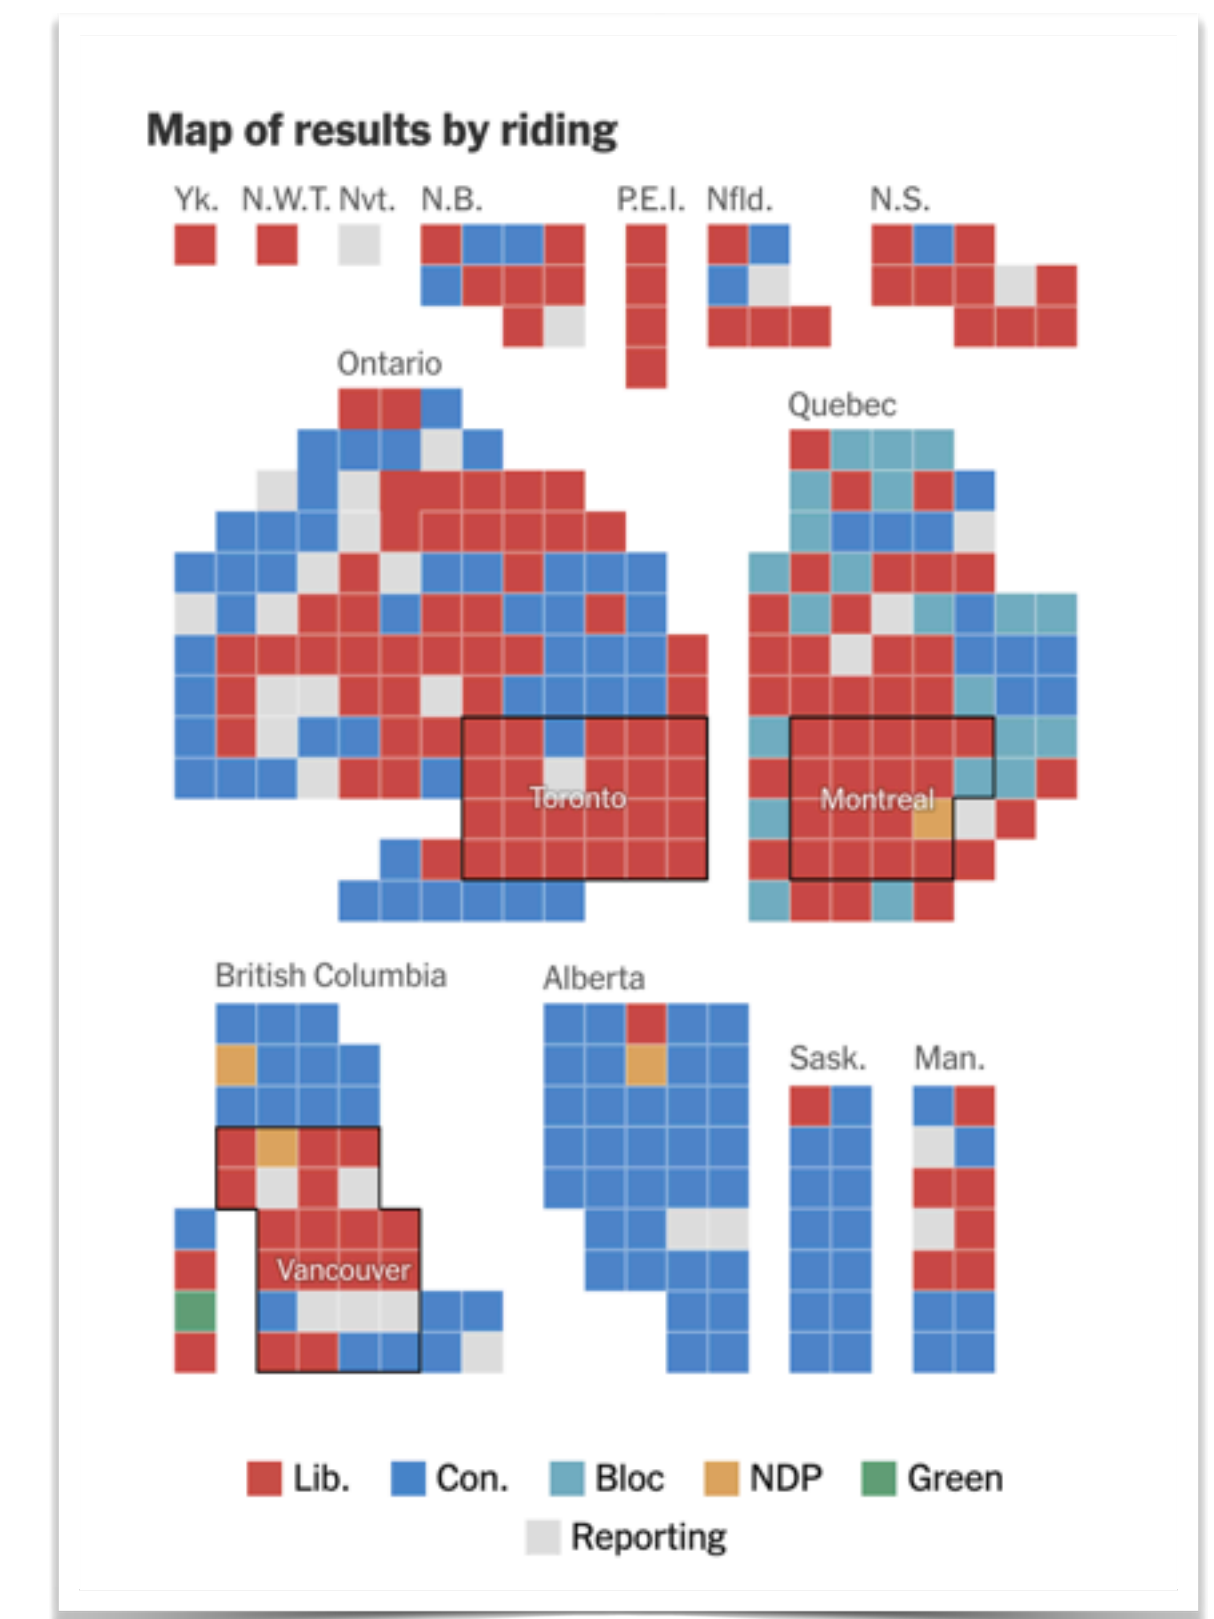 Map of results by riding
Yk. N.W.T. Nvt. N.B. P.E.I. Nfld. N.S.
Ontario
Quebec
Toronto
Montreal
British Columbia
Alberta
Sask. Man.
Vancouver
Lib. Con. Bloc NDP Green
Reporting